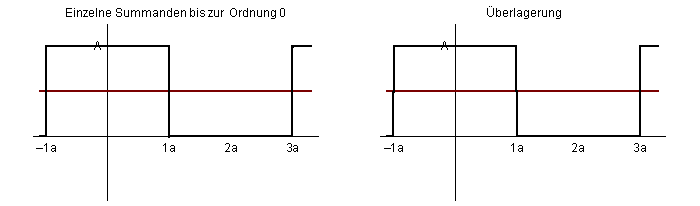 Einzelne Summanden bis zur Ordnung 0
A
–1a 1a 2a 3a
Überlagerung
A
–1a 1a 2a 3a